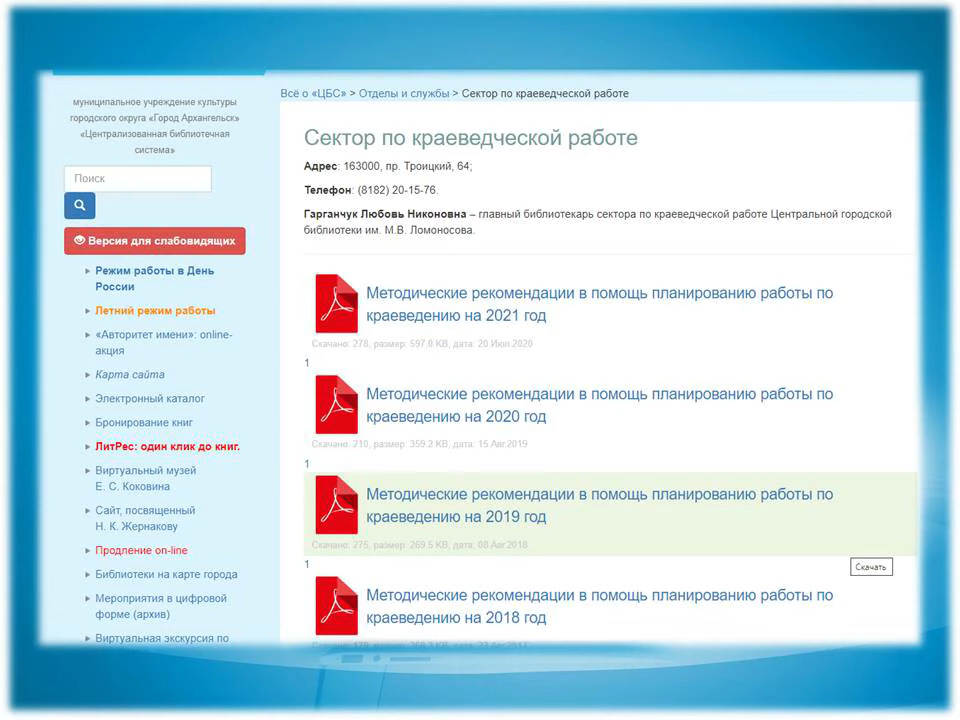 муниципальное учреждение культуры
городского округа «Город Архангельск»
«Централизованная библиотечная
система»
Поиск
Версия для слабовидящих
Режим работы в День
России
Летний режим работы
«Авторитет имени»: online-
акция
Карта сайта
Электронный каталог
Бронирование книг
ЛитРес: один клик до книг.
Виртуальный музей
Е. С. Коковина
Сайт, посвященный
Н. К. Жернакову
Продление on-line
Библиотеки на карте города
Мероприятия в цифровой
форме (архив)
Виртуальная экскурсия по
Всё о «ЦБС» > Отделы и службы > Сектор по краеведческой работе
Сектор по краеведческой работе
Адрес: 163000, пр. Троицкий, 64;
Телефон: (8182) 20-15-76.
Гарганчук Любовь Никоновна – главный библиотекарь сектора по краеведческой работе Центральной городской
библиотеки им. М.В. Ломоносова.
Методические рекомендации в помощь планированию работы по
краеведению на 2021 год
Скачано: 278, размер: 597.0 KB, дата: 20 Июл.2020
1
Методические рекомендации в помощь планированию работы по
краеведению на 2020 год
Скачано: 210, размер: 359.2 KB, дата: 15 Авг.2019
1
Методические рекомендации в помощь планированию работы по
краеведению на 2019 год
Скачано: 275, размер: 269.5 KB, дата: 08 Авг.2018
1
Скачать
Методические рекомендации в помощь планированию работы по
краеведению на 2018 год